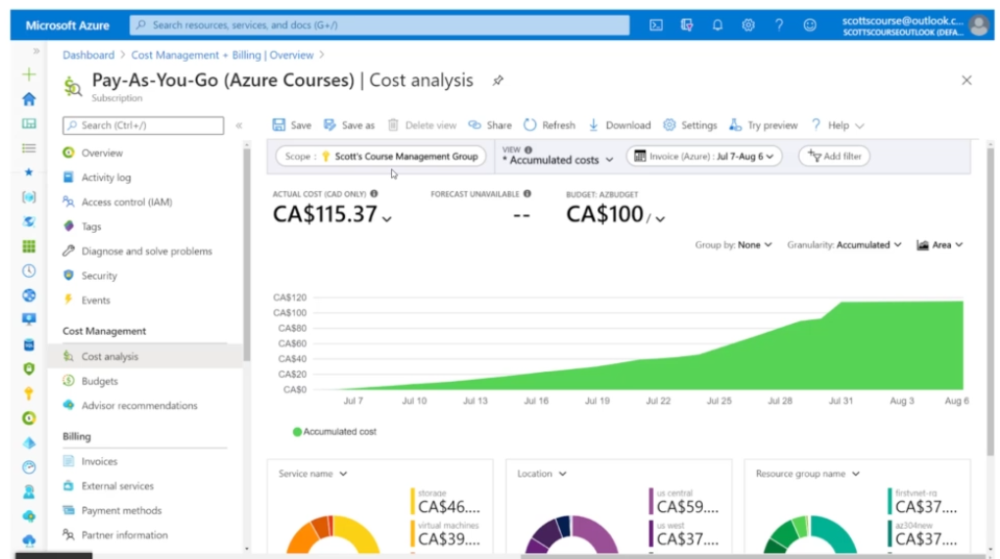 Microsoft Azure
Search resources, services, and docs (G+/)
scottscourse@outlook.c...
SCOTTSCOURSEOUTLOOK (DEFA...
Dashboard > Cost Management + Billing | Overview >
Pay-As-You-Go (Azure Courses) | Cost analysis
Subscription
Search (Ctrl+/)
Overview
Activity log
Access control (IAM)
Tags
Diagnose and solve problems
Security
Events
Cost Management
Cost analysis
Budgets
Advisor recommendations
Billing
Invoices
External services
Payment methods
Partner information
Save
Save as
Delete view
Share
Refresh
Download
Settings
Try preview
? Help
Scope : Scott's Course Management Group
VIEW
* Accumulated costs
Invoice (Azure) : Jul 7-Aug 6
Add filter
ACTUAL COST (CAD ONLY)
CA$115.37
FORECAST UNAVAILABLE
--
BUDGET: AZBUDGET
CA$100 /
Group by: None
Granularity: Accumulated
Area
CA$120
CA$100
CA$80
CA$60
CA$40
CA$20
CA$0
Jul 7 Jul 10 Jul 13 Jul 16 Jul 19 Jul 22 Jul 25 Jul 28 Jul 31 Aug 3 Aug 6
Accumulated cost
Service name
storage
CA$46....
virtual machines
CA$39....
Location
us central
CA$59....
us west
CA$37....
Resource group name
firstvnet-rg
CA$37....
az304new
CA$37....